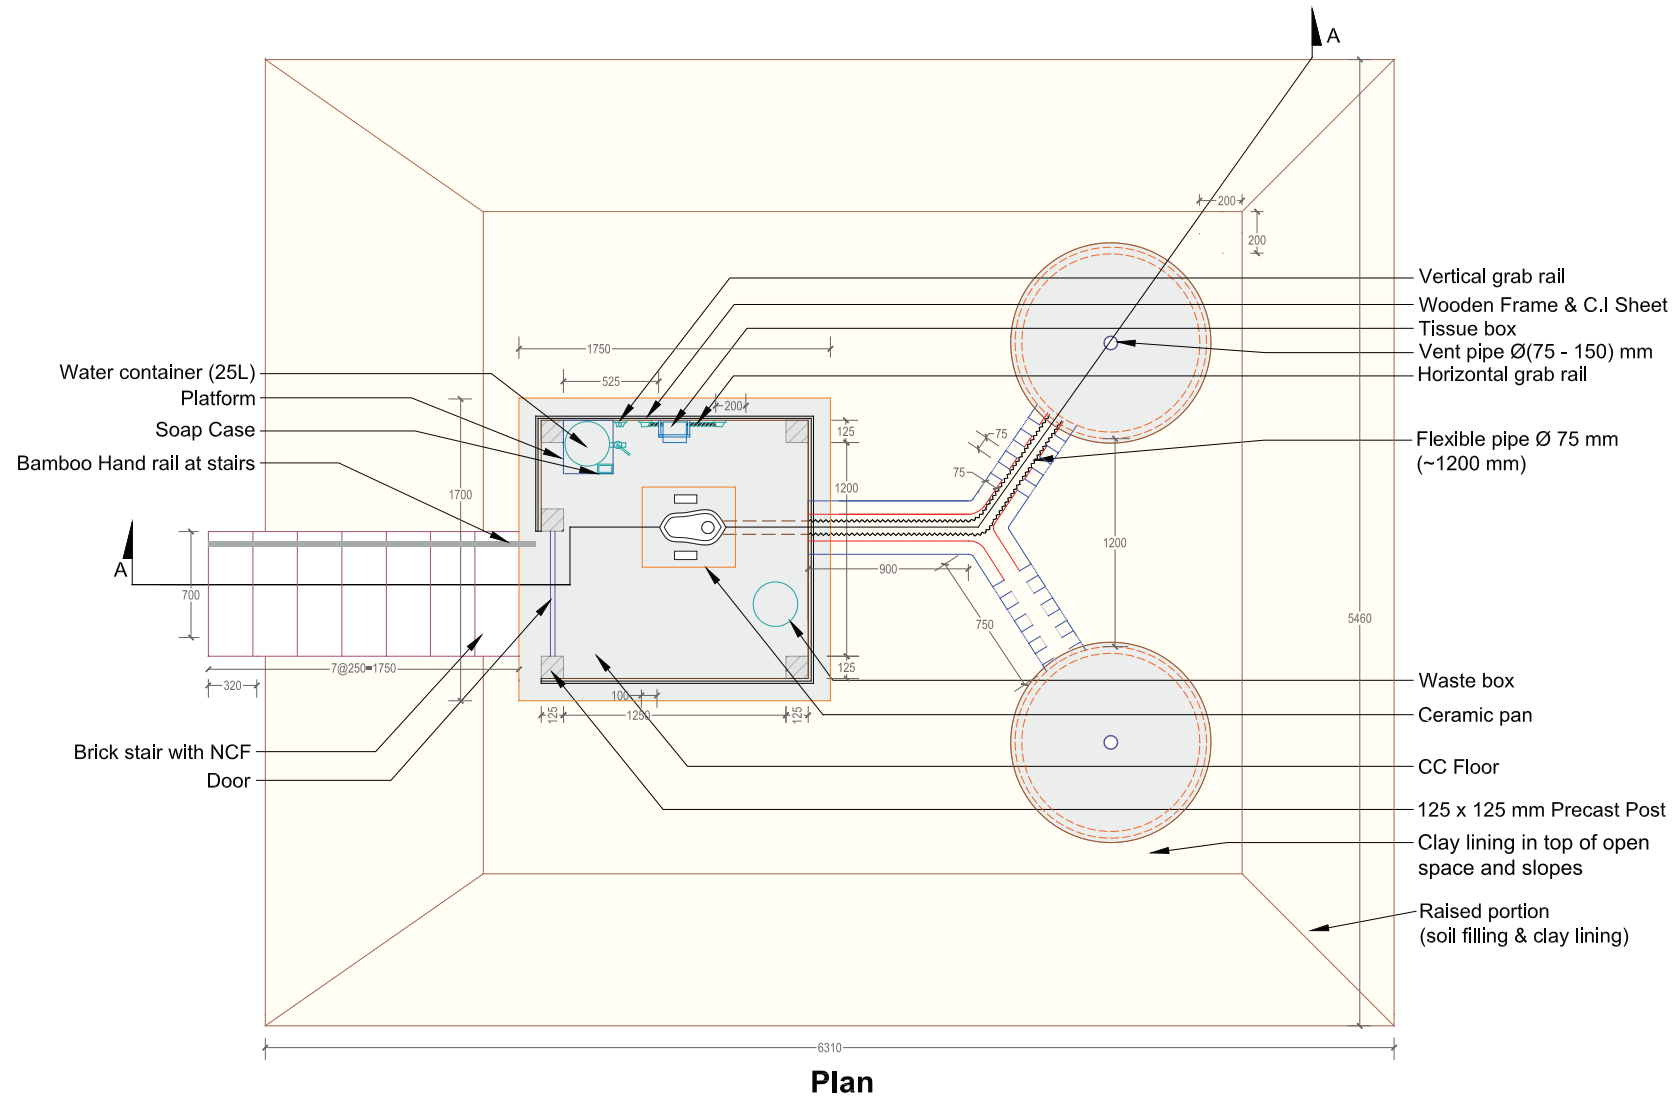 A
200
200
Vertical grab rail
Wooden Frame & C.I Sheet
Tissue box
Vent pipe Ø(75 - 150) mm
Horizontal grab rail
1750
525
200
Water container (25L)
Platform
Soap Case
Bamboo Hand rail at stairs
125
75
75
Flexible pipe Ø 75 mm
(~1200 mm)
1700
1200
1200
A
700
900
750
5460
7@250=1750
320
125
100
125
1250
125
Waste box
Ceramic pan
Brick stair with NCF
Door
CC Floor
125 x 125 mm Precast Post
Clay lining in top of open
space and slopes
Raised portion
(soil filling & clay lining)
6310
Plan